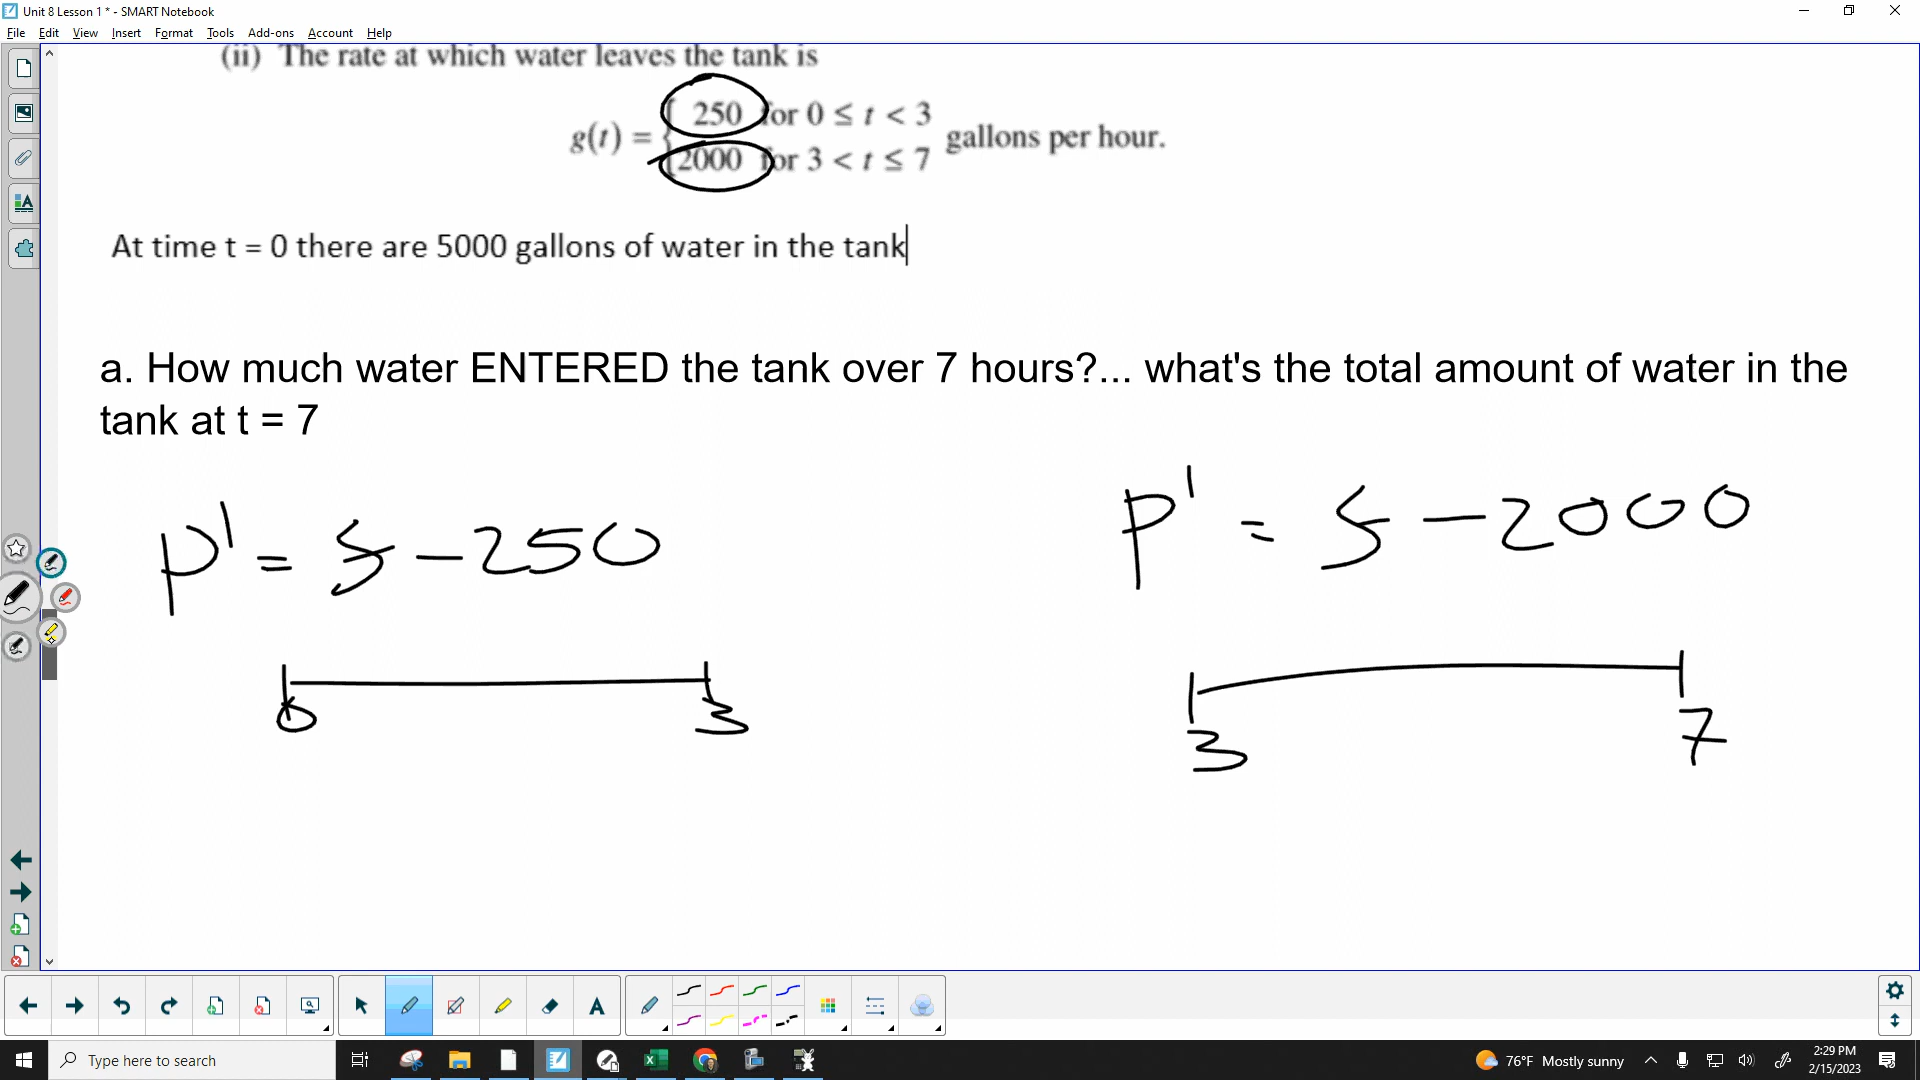 Unit 8 Lesson 1 * - SMART Notebook
File Edit View Insert Format Tools Add-ons Account Help
(ii) The rate at which water leaves the tank is
g(t) = { 250 for 0 ≤ t < 3
2000 for 3 < t ≤ 7
gallons per hour.
At time t = 0 there are 5000 gallons of water in the tank
a. How much water ENTERED the tank over 7 hours?... what's the total amount of water in the
tank at t = 7
P' = f - 250
0 3
P' = f - 2000
3 7
A
Type here to search
76°F Mostly sunny
2:29 PM
2/15/2023